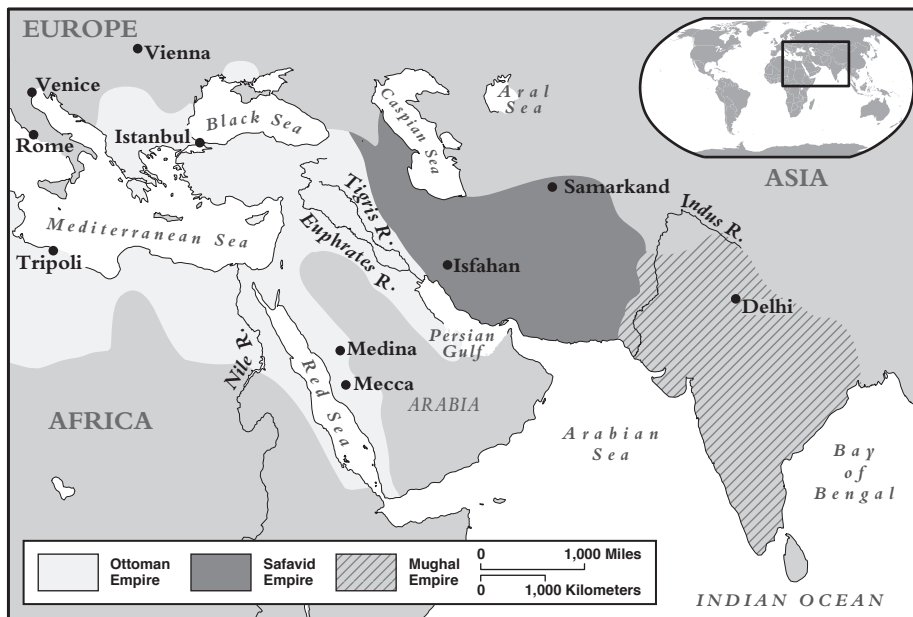 EUROPE
Vienna
Venice
Rome
Istanbul
Black Sea
Caspian Sea
Aral
Sea
ASIA
Samarkand
Mediterranean Sea
Tripoli
Tigris R.
Euphrates R.
Isfahan
Indus R.
Delhi
Persian
Gulf
Nile R.
Medina
Mecca
Red Sea
ARABIA
AFRICA
Arabian
Sea
Bay
of
Bengal
INDIAN OCEAN
Ottoman
Empire
Safavid
Empire
Mughal
Empire
0 1,000 Miles
0 1,000 Kilometers